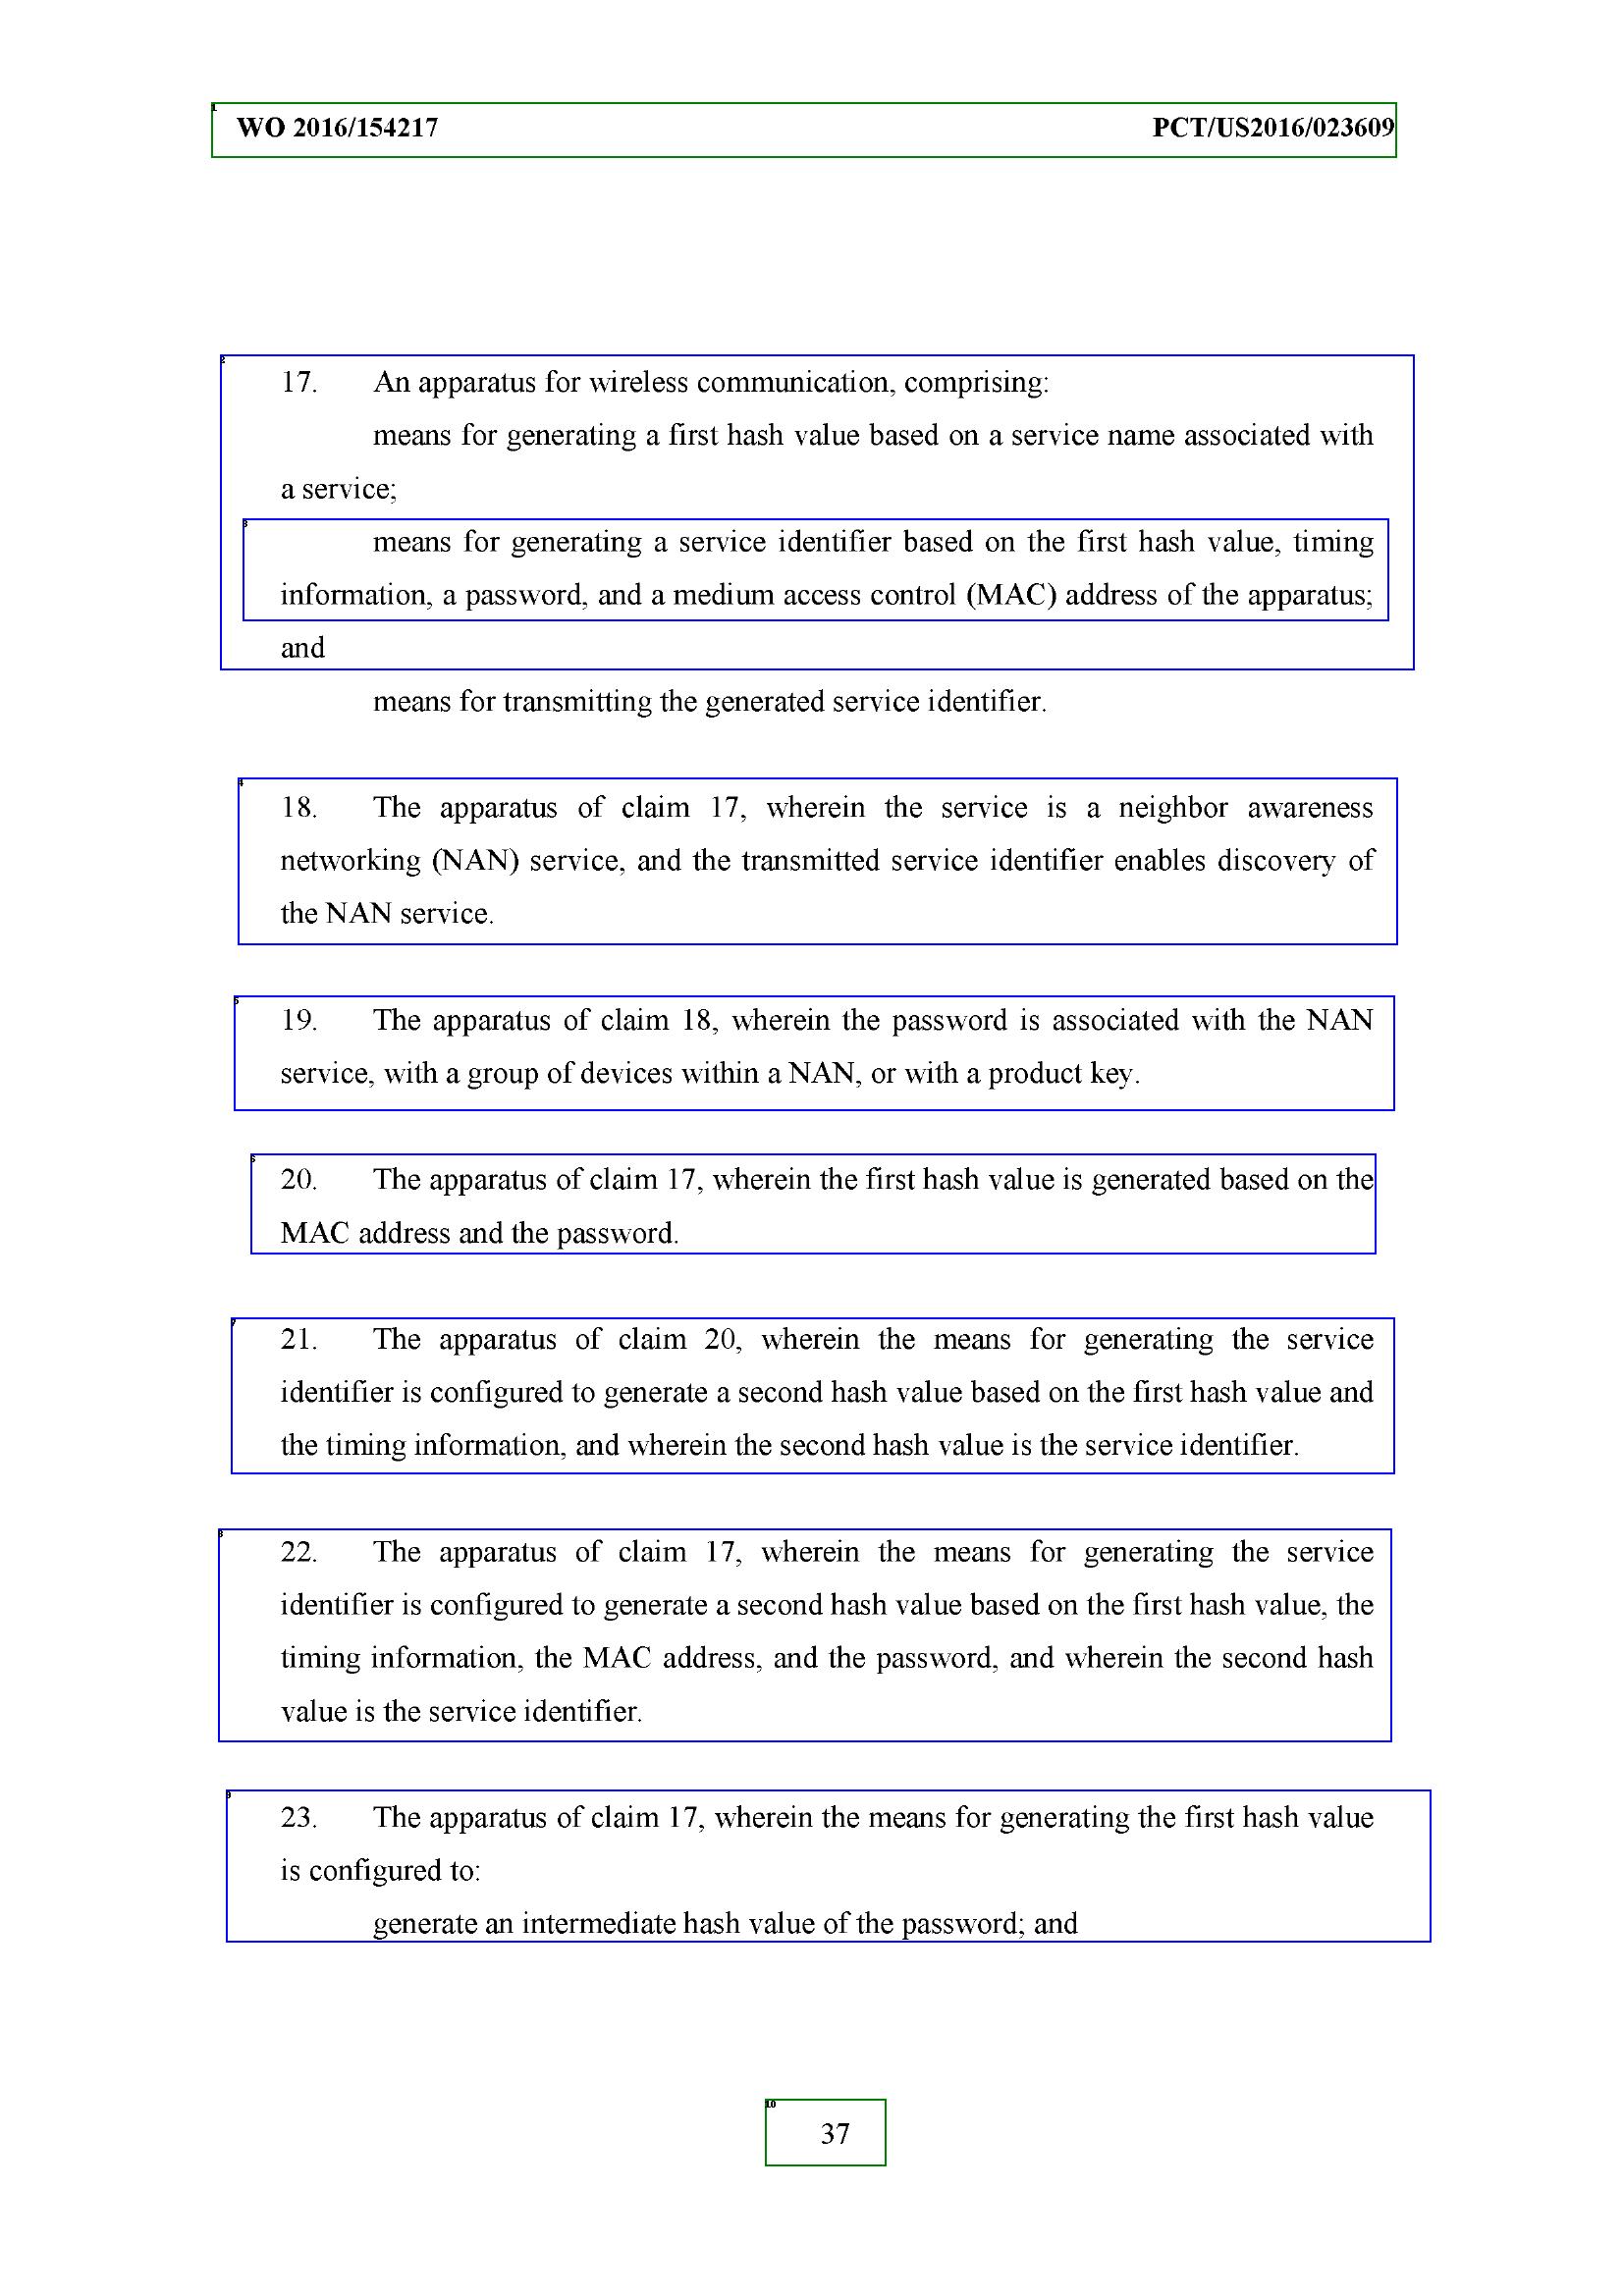 1
WO 2016/154217 PCT/US2016/023609
2
17. An apparatus for wireless communication, comprising:
means for generating a first hash value based on a service name associated with
a service;
3
means for generating a service identifier based on the first hash value, timing
information, a password, and a medium access control (MAC) address of the apparatus;
and
means for transmitting the generated service identifier.
4
18. The apparatus of claim 17, wherein the service is a neighbor awareness
networking (NAN) service, and the transmitted service identifier enables discovery of
the NAN service.
5
19. The apparatus of claim 18, wherein the password is associated with the NAN
service, with a group of devices within a NAN, or with a product key.
6
20. The apparatus of claim 17, wherein the first hash value is generated based on the
MAC address and the password.
7
21. The apparatus of claim 20, wherein the means for generating the service
identifier is configured to generate a second hash value based on the first hash value and
the timing information, and wherein the second hash value is the service identifier.
8
22. The apparatus of claim 17, wherein the means for generating the service
identifier is configured to generate a second hash value based on the first hash value, the
timing information, the MAC address, and the password, and wherein the second hash
value is the service identifier.
9
23. The apparatus of claim 17, wherein the means for generating the first hash value
is configured to:
generate an intermediate hash value of the password; and
10
37